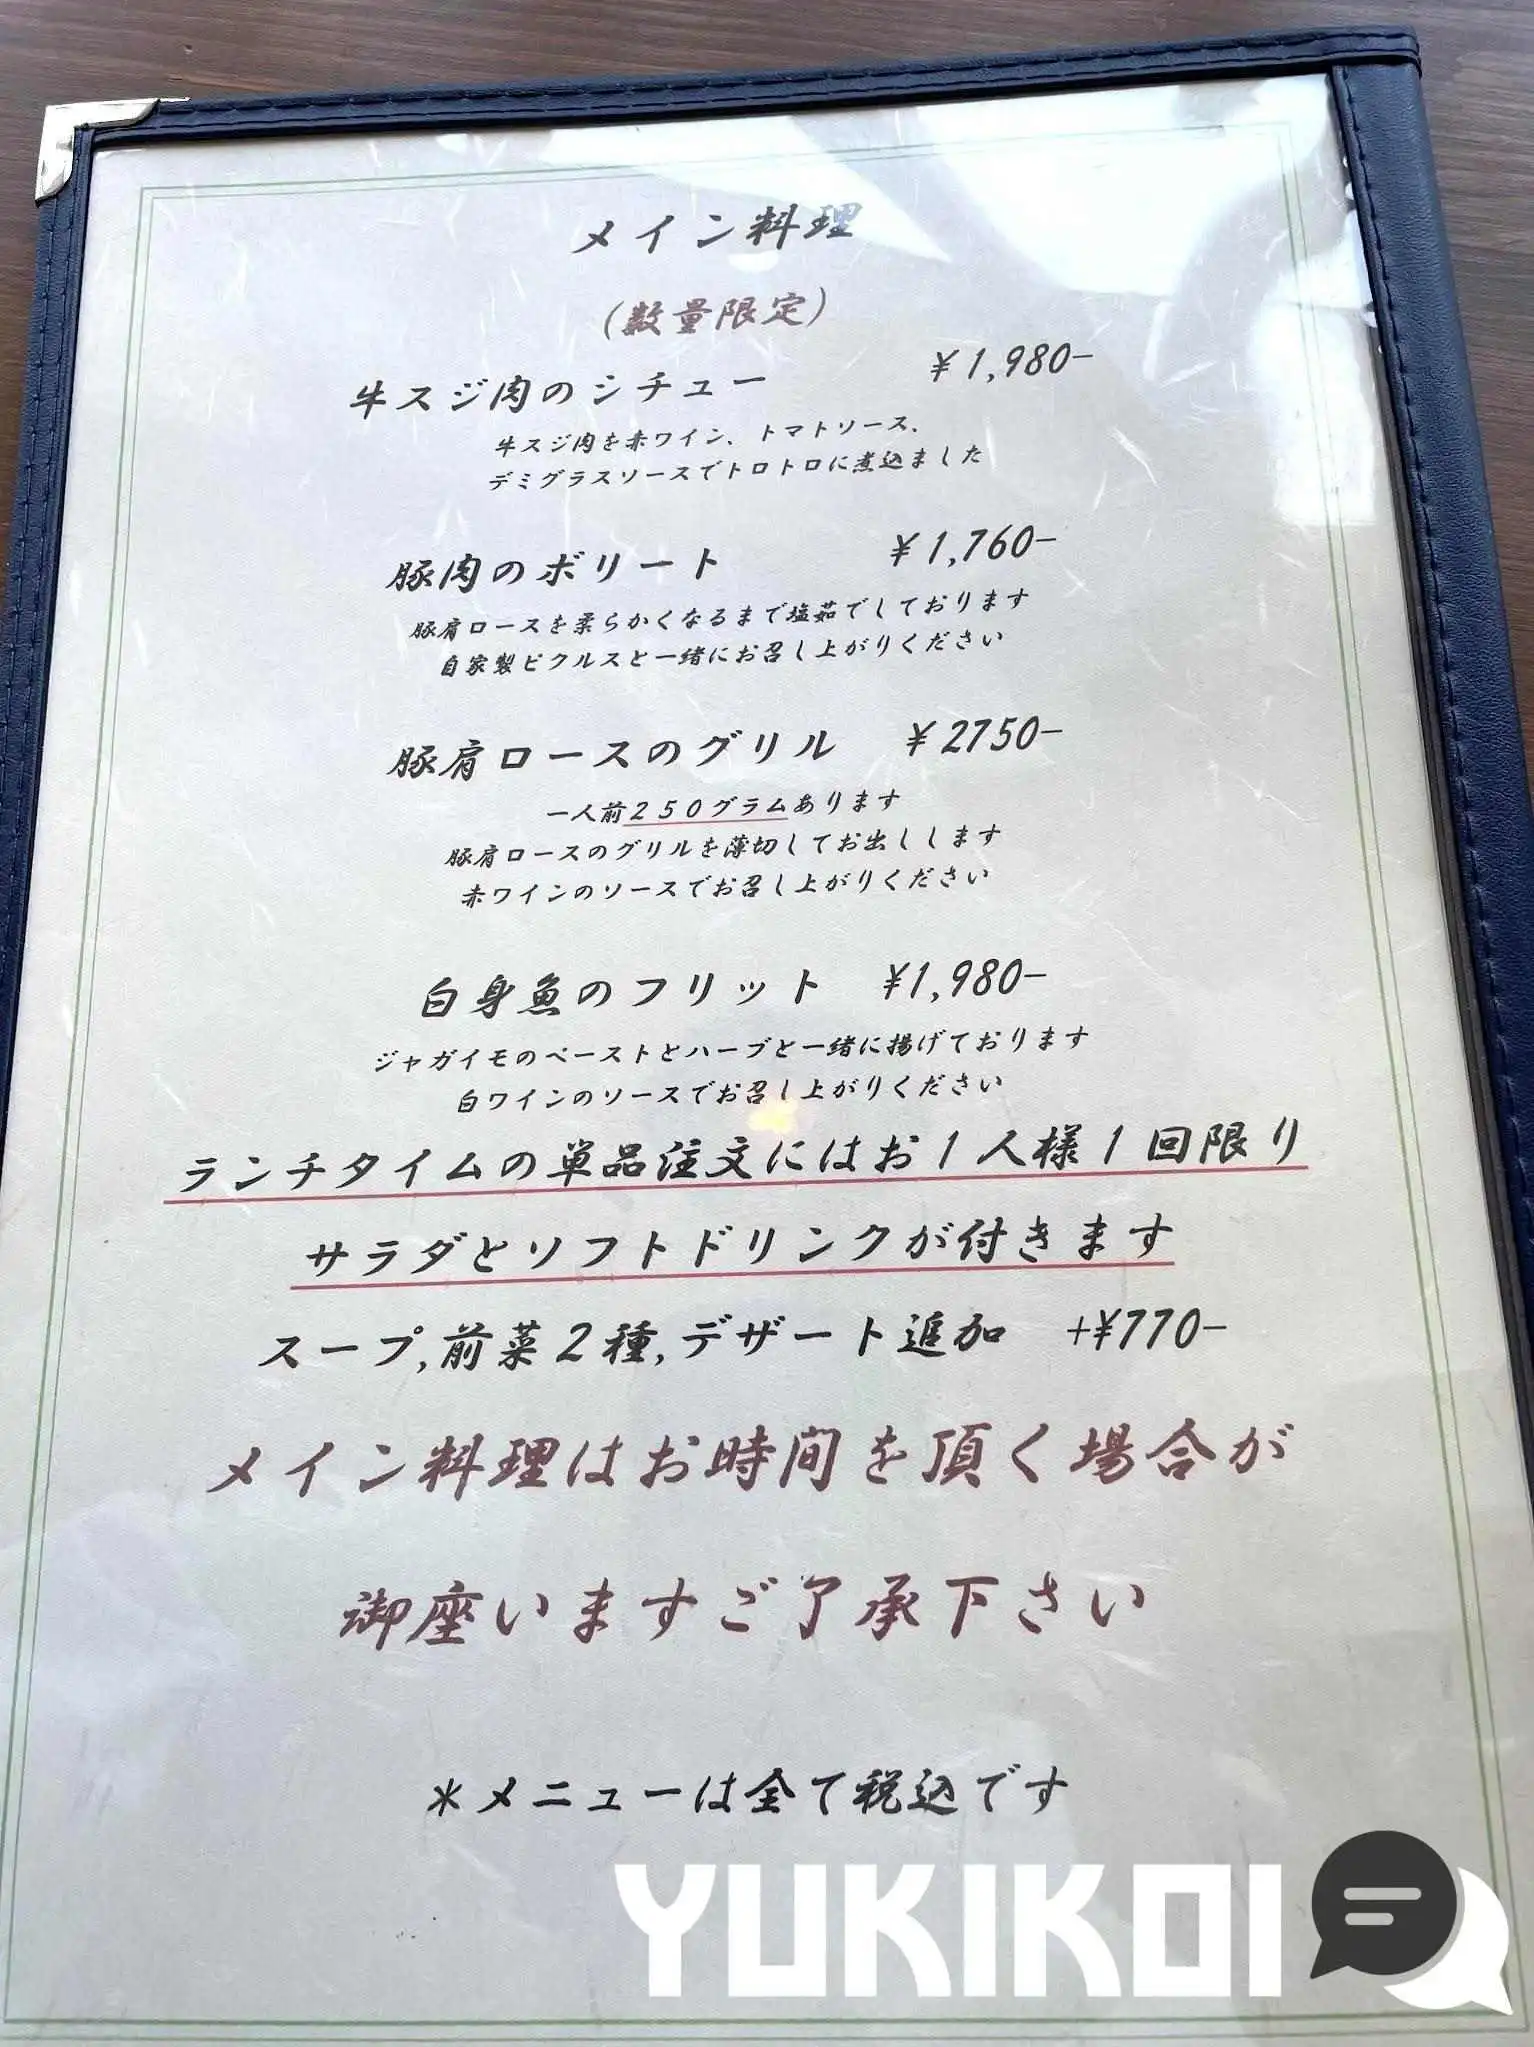 メイン料理
(数量限定)
牛スジ肉のシチュー ¥1,980-
牛スジ肉を赤ワイン、トマトソース、
デミグラスソースでトロトロに煮込ました
豚肉のボリート ¥1,760-
豚肩ロースを柔らかくなるまで塩茹でしております
自家製ピクルスと一緒にお召し上がりください
豚肩ロースのグリル ¥2750-
一人前250グラムあります
豚肩ロースのグリルを薄切してお出しします
赤ワインのソースでお召し上がりください
白身魚のフリット ¥1,980-
ジャガイモのペーストとハーブと一緒に揚げております
白ワインのソースでお召し上がりください
ランチタイムの単品注文にはお1人様1回限り
サラダとソフトドリンクが付きます
スープ,前菜2種,デザート追加 +¥770-
メイン料理はお時間を頂く場合が
御座いますご了承下さい
*メニューは全て税込です
YUKIKOI